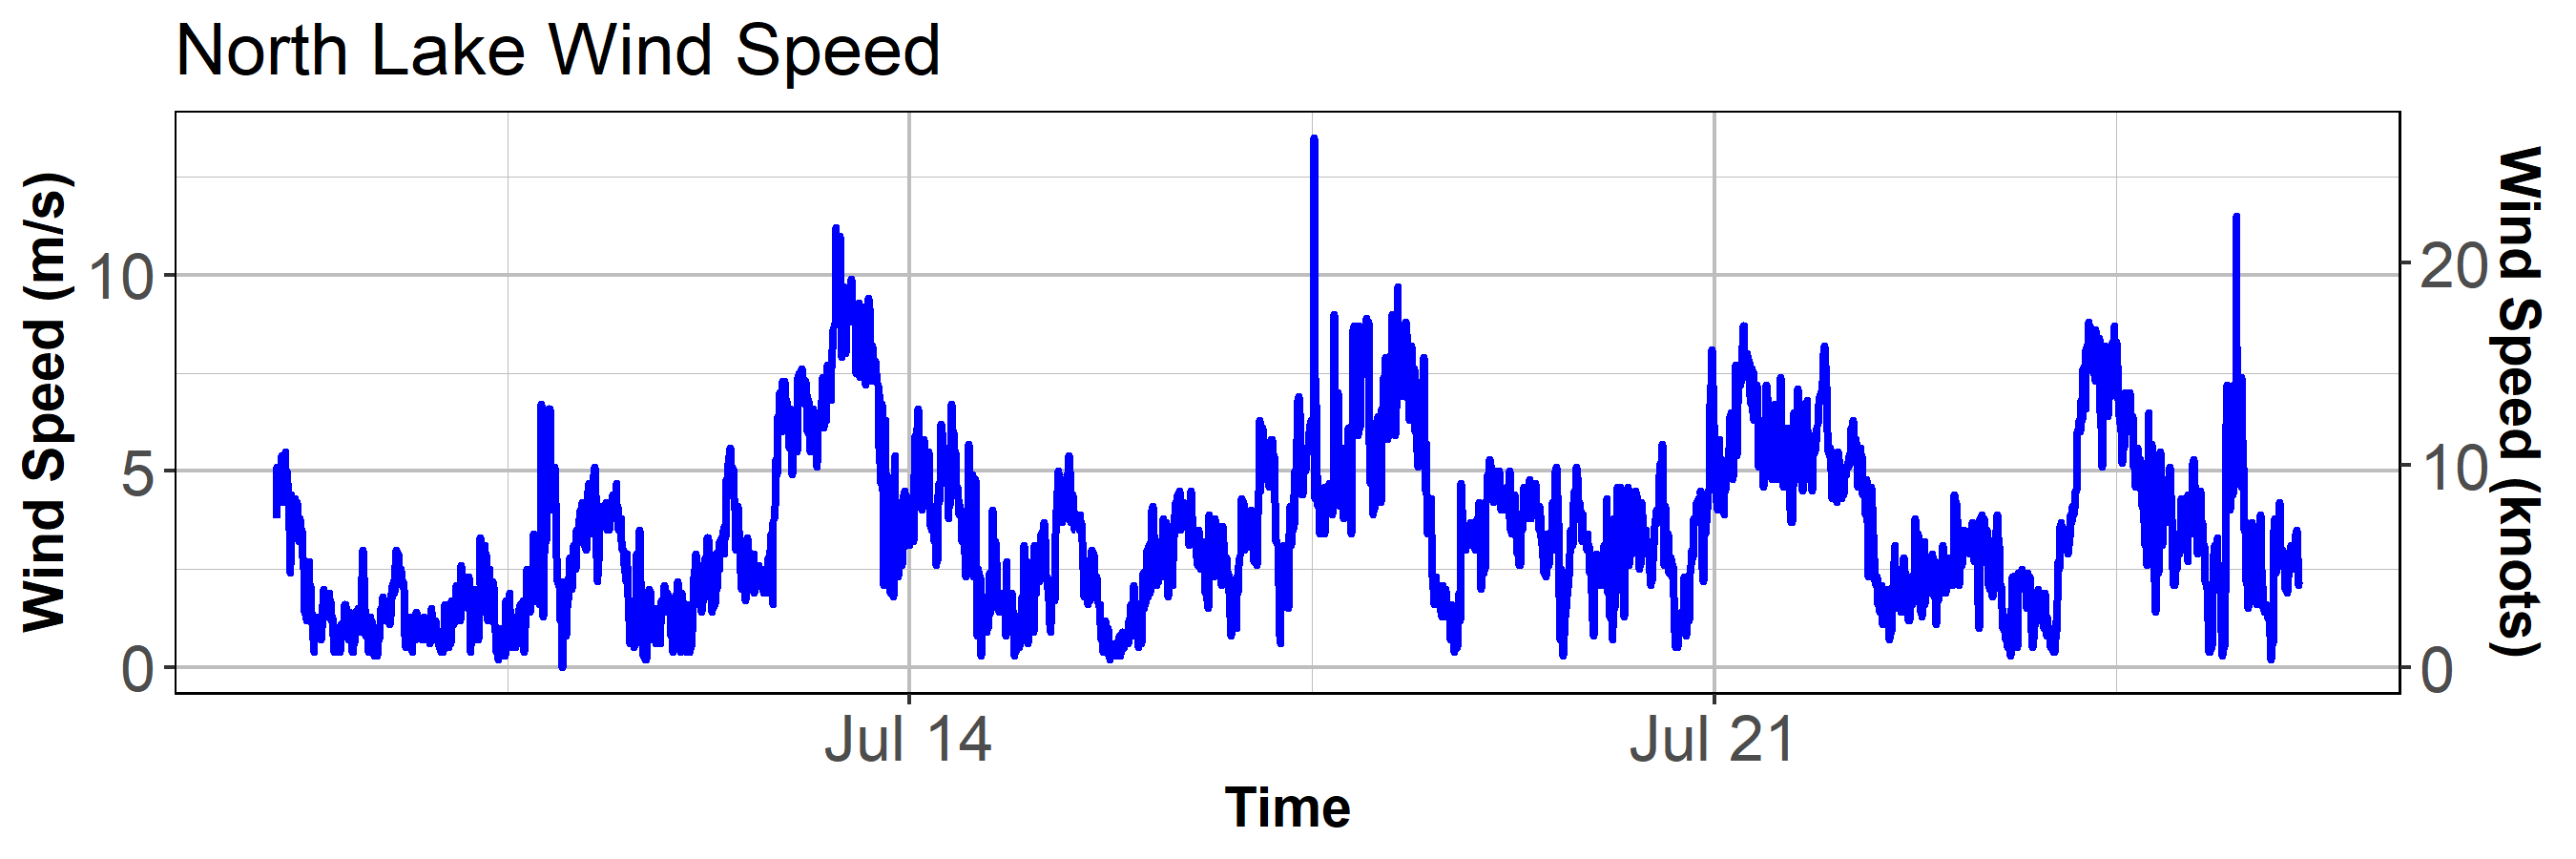 North Lake Wind Speed
Wind Speed (m/s)
10
5
0
20
10
0
Wind Speed (knots)
Jul 14
Jul 21
Time